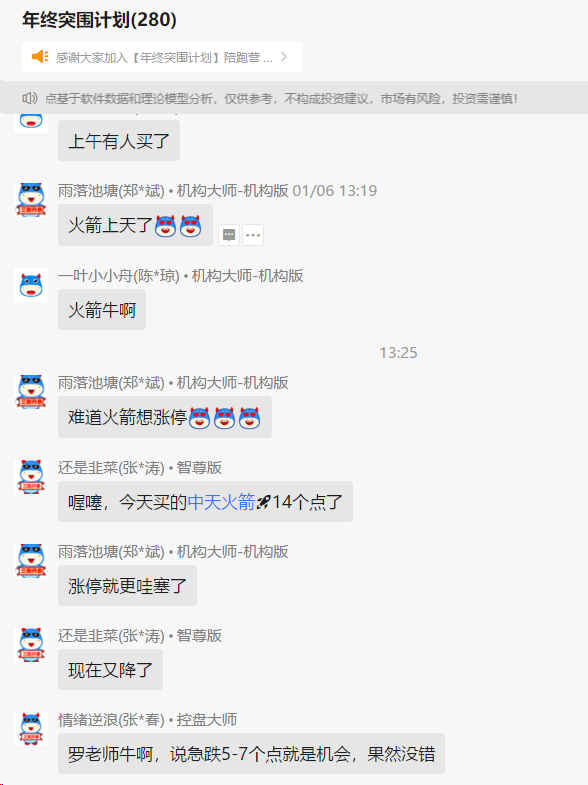 年终突围计划(280)
感谢大家加入【年终突围计划】陪跑营 ...
点基于软件数据和理论模型分析，仅供参考，不构成投资建议，市场有风险，投资需谨慎！
上午有人买了
雨落池塘(郑*斌) • 机构大师-机构版 01/06 13:19
火箭上天了
一叶小小舟(陈*琼) • 机构大师-机构版
火箭牛啊
13:25
雨落池塘(郑*斌) • 机构大师-机构版
难道火箭想涨停
还是韭菜(张*涛) • 智尊版
喔噻，今天买的中天火箭🚀14个点了
雨落池塘(郑*斌) • 机构大师-机构版
涨停就更哇塞了
还是韭菜(张*涛) • 智尊版
现在又降了
情绪逆浪(张*春) • 控盘大师
罗老师牛啊，说急跌5-7个点就是机会，果然没错